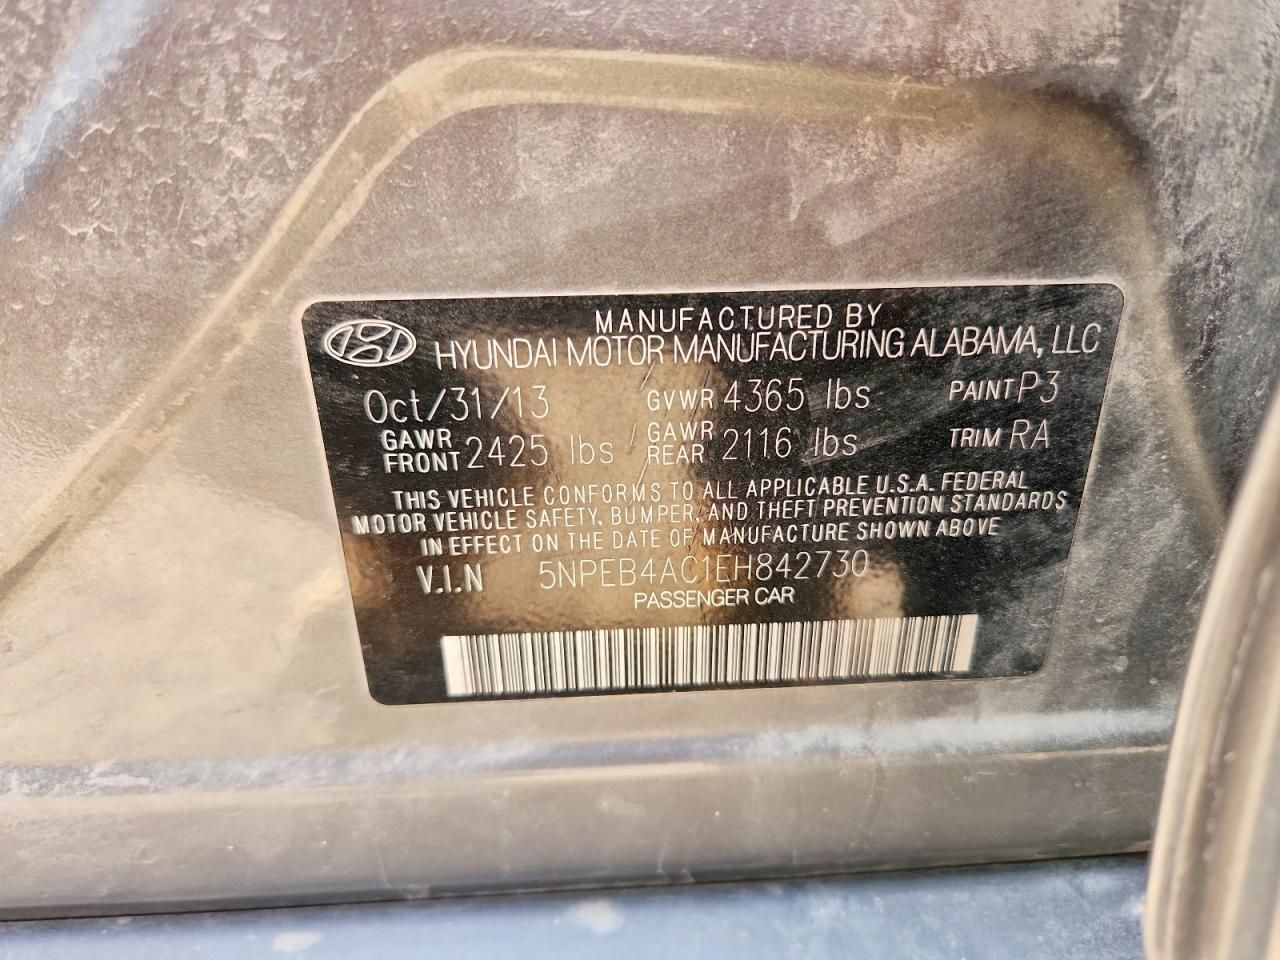 MANUFACTURED BY
HYUNDAI MOTOR MANUFACTURING ALABAMA, LLC
Oct/31/13 GVWR 4365 lbs PAINT P3
GAWR FRONT 2425 lbs GAWR REAR 2116 lbs TRIM RA
THIS VEHICLE CONFORMS TO ALL APPLICABLE U.S.A. FEDERAL
MOTOR VEHICLE SAFETY, BUMPER, AND THEFT PREVENTION STANDARDS
IN EFFECT ON THE DATE OF MANUFACTURE SHOWN ABOVE
V.I.N 5NPEB4AC1EH842730
PASSENGER CAR